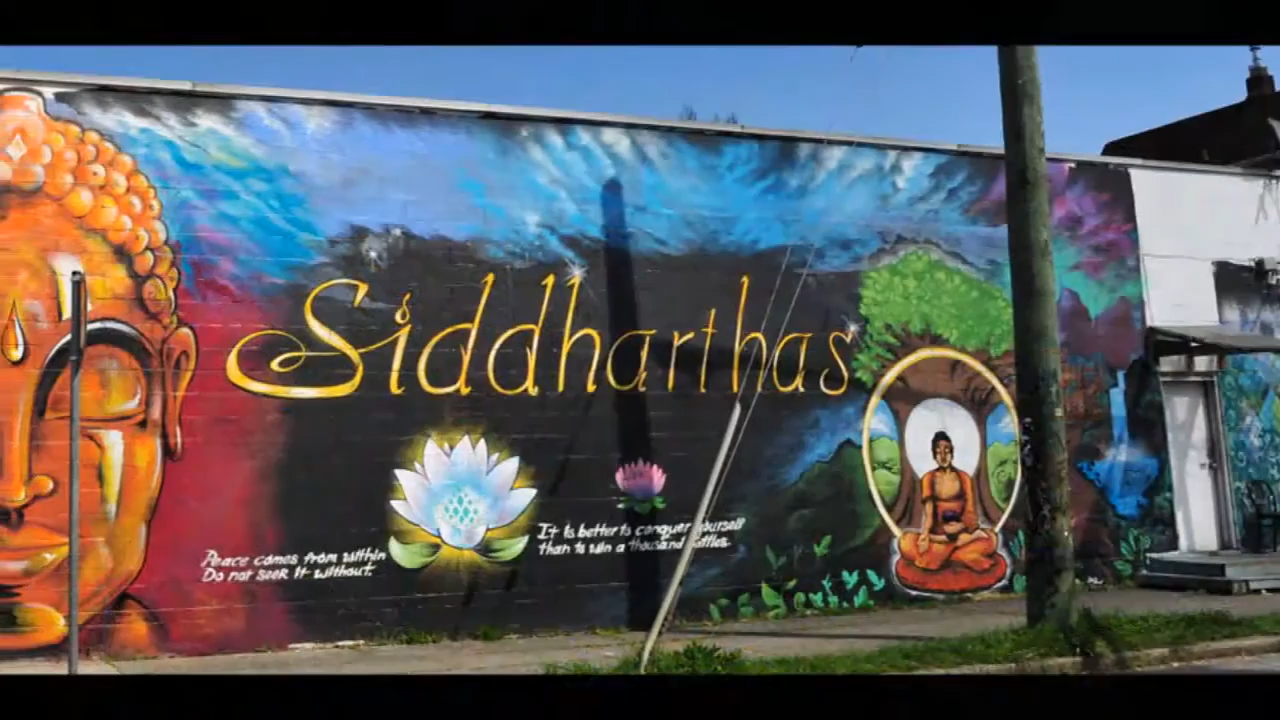 Siddharthas
Peace comes from within
Do not seek it without.
It is better to conquer yourself
than to win a thousand battles.